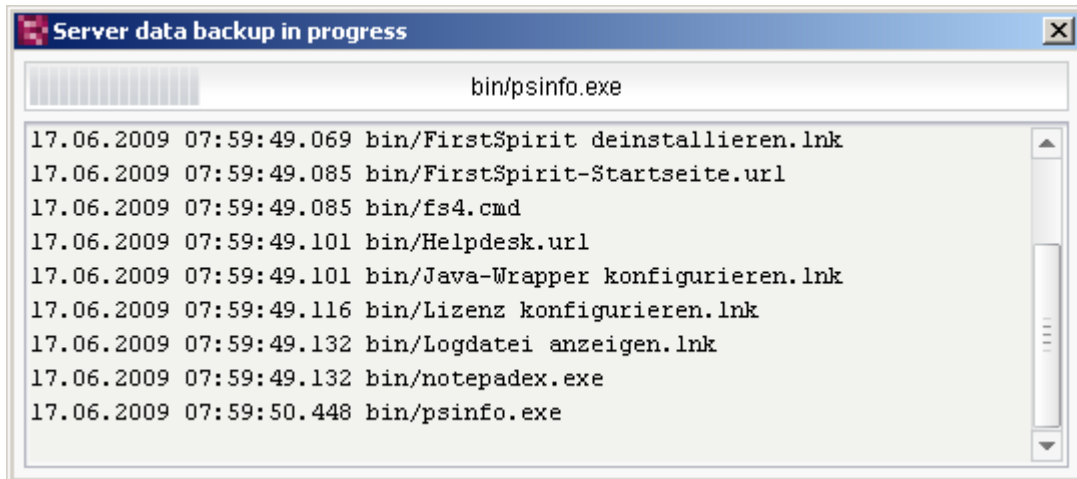 Server data backup in progress
bin/psinfo.exe
17.06.2009 07:59:49.069 bin/FirstSpirit deinstallieren.lnk
17.06.2009 07:59:49.085 bin/FirstSpirit-Startseite.url
17.06.2009 07:59:49.085 bin/fs4.cmd
17.06.2009 07:59:49.101 bin/Helpdesk.url
17.06.2009 07:59:49.101 bin/Java-Wrapper konfigurieren.lnk
17.06.2009 07:59:49.116 bin/Lizenz konfigurieren.lnk
17.06.2009 07:59:49.132 bin/Logdatei anzeigen.lnk
17.06.2009 07:59:49.132 bin/notepadex.exe
17.06.2009 07:59:50.448 bin/psinfo.exe